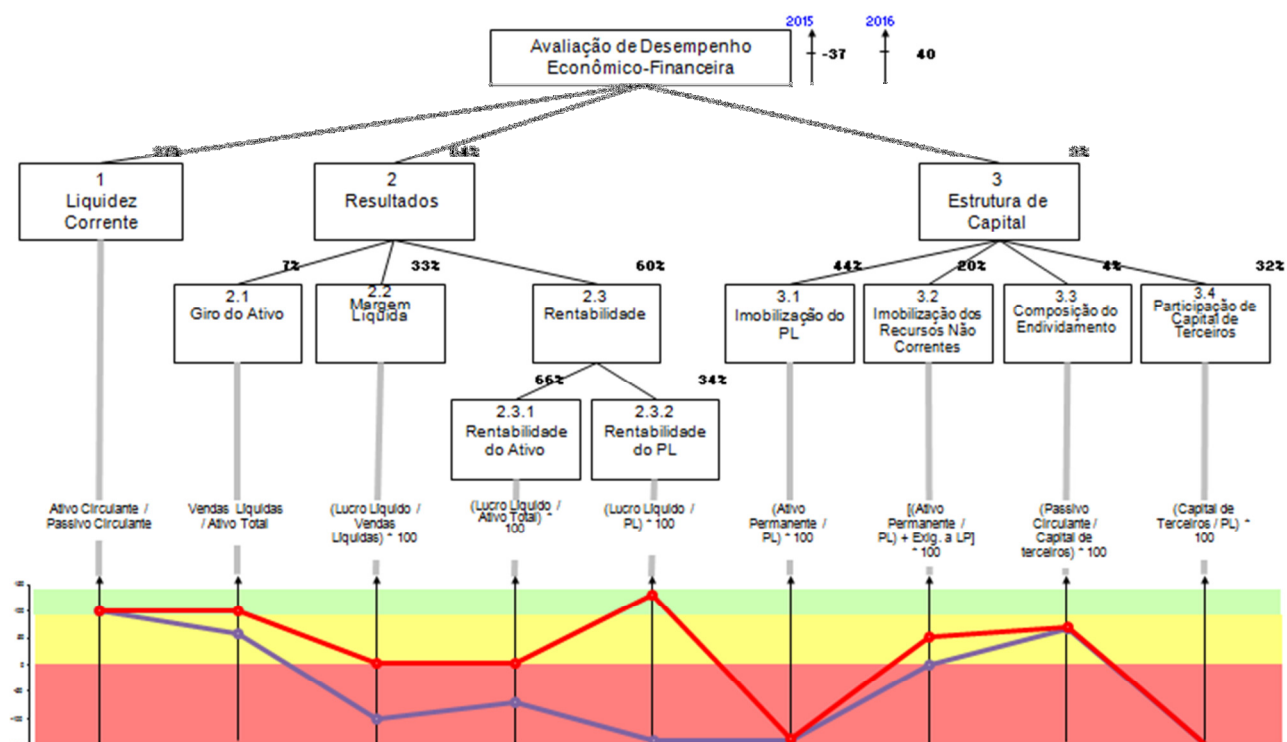 2015
2016
Avaliação de Desempenho
Econômico-Financeira
-37
40
1
Liquidez
Corrente
2
Resultados
3
Estrutura de
Capital
7%
33%
60%
44%
20%
4%
32%
2.1
Giro do Ativo
2.2
Margem
Líquida
2.3
Rentabilidade
3.1
Imobilização do
PL
3.2
Imobilização dos
Recursos Não
Correntes
3.3
Composição do
Endividamento
3.4
Participação de
Capital de
Terceiros
66%
34%
2.3.1
Rentabilidade
do Ativo
2.3.2
Rentabilidade
do PL
Ativo Circulante /
Passivo Circulante
Vendas Líquidas
/ Ativo Total
(Lucro Líquido /
Vendas
Líquidas) * 100
(Lucro Líquido /
Ativo Total) *
100
(Lucro Líquido /
PL) * 100
(Ativo
Permanente /
PL) * 100
[(Ativo
Permanente /
PL) + Exig. a LP]
* 100
(Passivo
Circulante /
Capital de
terceiros) * 100
(Capital de
Terceiros / PL) *
100